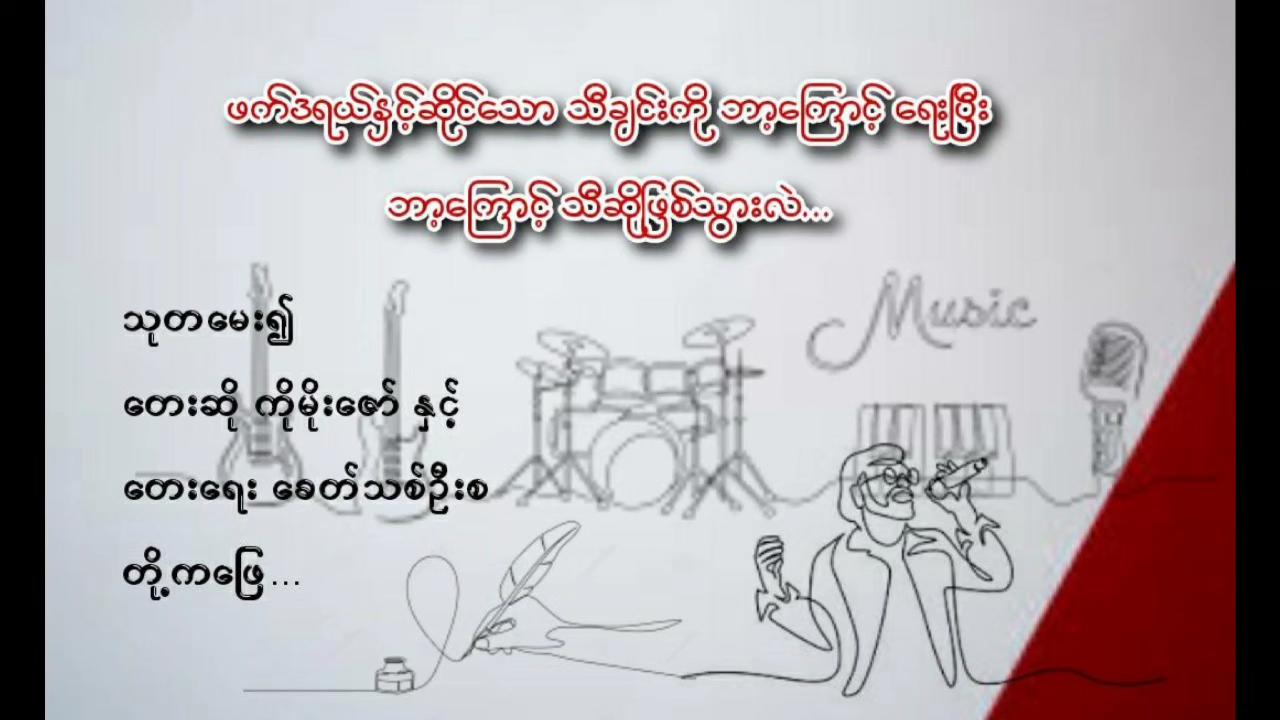 ဖက်ဒရယ်နှင့်ဆိုင်သော သီချင်းကို ဘာ့ကြောင့် ရေးပြီး
ဘာ့ကြောင့် သီဆိုဖြစ်သွားလဲ...
Music
သုတမေး၍
တေးဆို ကိုမိုးဇော် နှင့်
တေးရေး ခေတ်သစ်ဦးစ
တို့ကဖြေ...